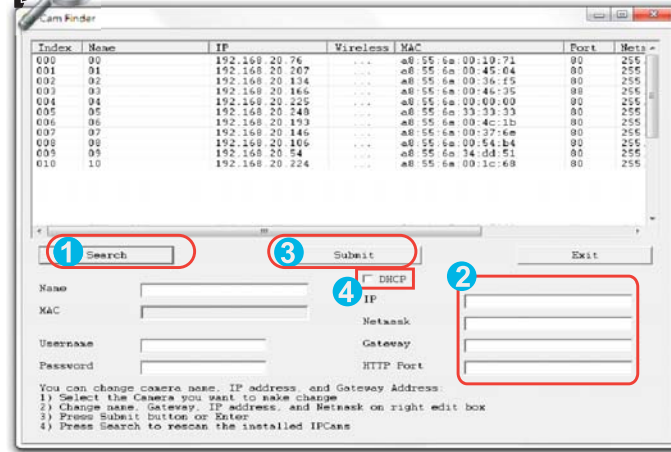 Cam Finder
Index Name IP Wireless MAC Port Netm
000 00 192.168.20.76 ... a8:55:6a:00:10:71 80 255.
001 01 192.168.20.207 ... a8:55:6a:00:45:04 80 255.
002 02 192.168.20.134 ... a8:55:6a:00:36:f5 80 255.
003 03 192.168.20.166 ... a8:55:6a:00:46:35 88 255.
004 04 192.168.20.225 ... a8:55:6a:00:00:00 80 255.
005 05 192.168.20.248 ... a8:55:6a:33:33:33 80 255.
006 06 192.168.20.193 ... a8:55:6a:00:4c:1b 80 255.
007 07 192.168.20.146 ... a8:55:6a:00:37:6e 80 255.
008 08 192.168.20.106 ... a8:55:6a:00:54:b4 80 255.
009 09 192.168.20.54 ... a8:55:6a:34:dd:51 80 255.
010 10 192.168.20.224 ... a8:55:6a:00:1c:68 80 255.
1 Search 3 Submit Exit
4 DHCP 2
Name IP
MAC Netmask
Username Gateway
Password HTTP Port
You can change camera name, IP address, and Gateway Address:
1) Select the Camera you want to make change
2) Change name, Gateway, IP address, and Netmask on right edit box
3) Press Submit button or Enter
4) Press Search to rescan the installed IPCams